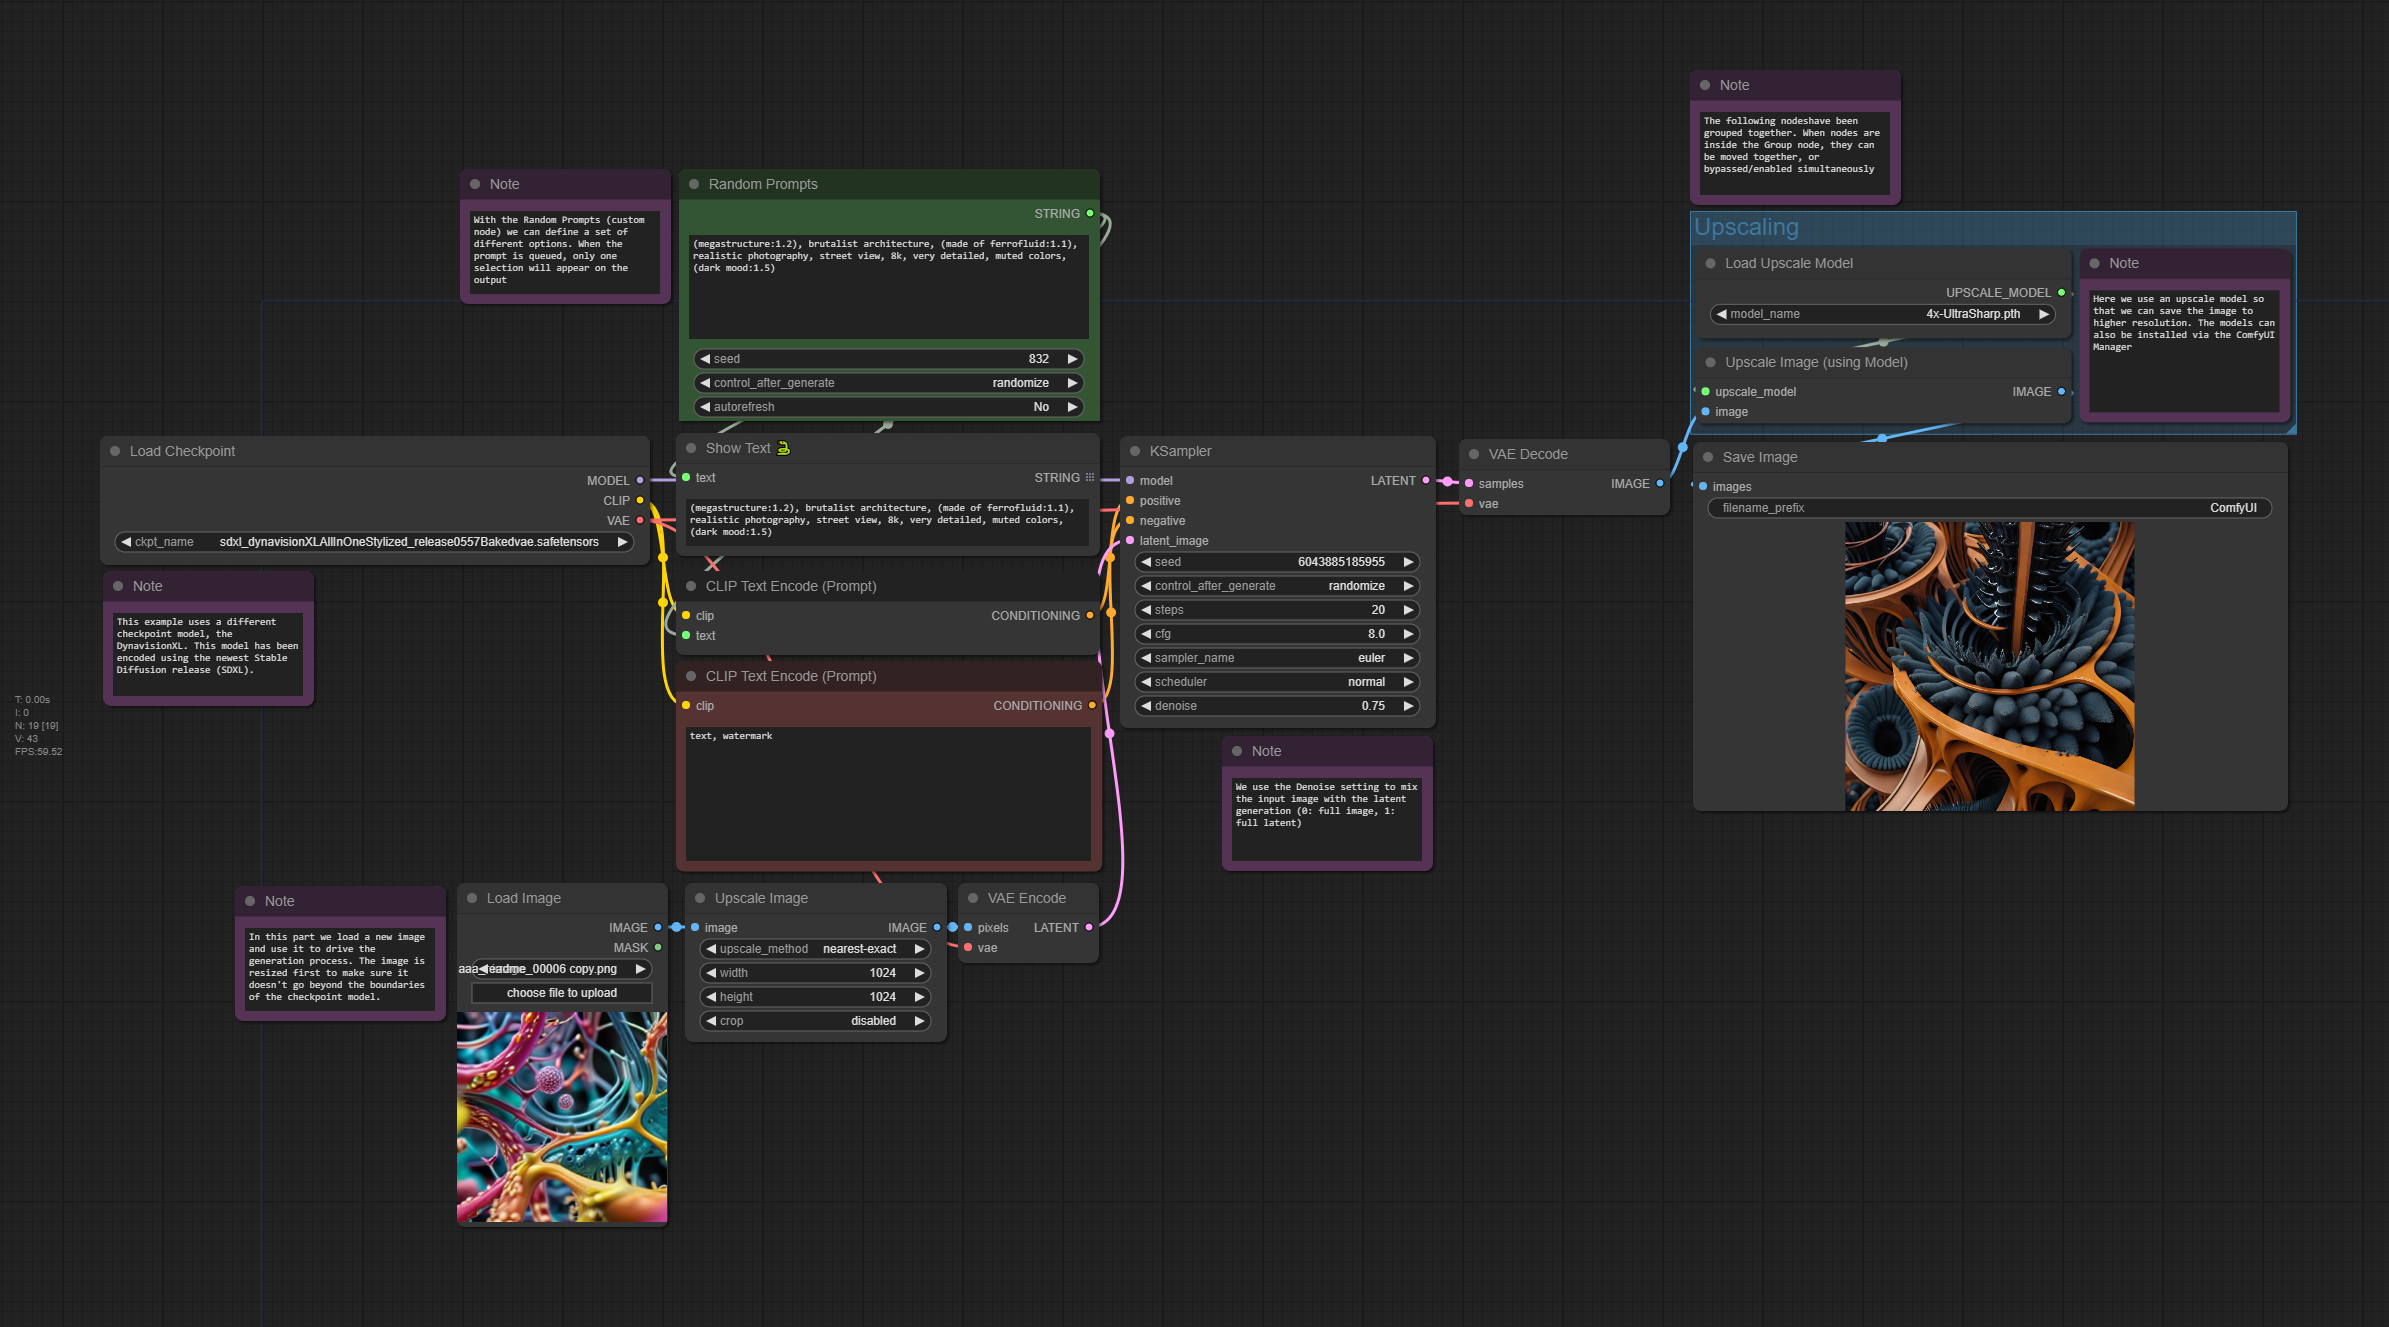 Note
The following nodeshave been
grouped together. When nodes are
inside the Group node, they can
be moved together, or
bypassed/enabled simultaneously
Note
With the Random Prompts (custom
node) we can define a set of
different options. When the
prompt is queued, only one
selection will appear on the
output
Random Prompts
STRING
(megastructure:1.2), brutalist architecture, (made of ferrofluid:1.1),
realistic photography, street view, 8k, very detailed, muted colors,
(dark mood:1.5)
seed 832
control_after_generate randomize
autorefresh No
Upscaling
Load Upscale Model
UPSCALE_MODEL
model_name 4x-UltraSharp.pth
Upscale Image (using Model)
upscale_model IMAGE
image
Note
Here we use an upscale model so
that we can save the image to
higher resolution. The models can
also be installed via the ComfyUI
Manager
Load Checkpoint
MODEL
CLIP
VAE
ckpt_name sdxl_dynavisionXLAllInOneStylized_release0557Bakedvae.safetensors
Note
This example uses a different
checkpoint model, the
DynavisionXL. This model has been
encoded using the newest Stable
Diffusion release (SDXL).
T: 0.00s
I: 0
N: 19 [19]
V: 43
FPS:59.52
Show Text
text STRING
(megastructure:1.2), brutalist architecture, (made of ferrofluid:1.1),
realistic photography, street view, 8k, very detailed, muted colors,
(dark mood:1.5)
CLIP Text Encode (Prompt)
clip CONDITIONING
text
CLIP Text Encode (Prompt)
clip CONDITIONING
text, watermark
KSampler
model LATENT
positive
negative
latent_image
seed 6043885185955
control_after_generate randomize
steps 20
cfg 8.0
sampler_name euler
scheduler normal
denoise 0.75
Note
We use the Denoise setting to mix
the input image with the latent
generation (0: full image, 1:
full latent)
VAE Decode
samples IMAGE
vae
Save Image
images
filename_prefix ComfyUI
Note
In this part we load a new image
and use it to drive the
generation process. The image is
resized first to make sure it
doesn't go beyond the boundaries
of the checkpoint model.
Load Image
IMAGE
MASK
_00006 copy.png
choose file to upload
Upscale Image
image IMAGE
upscale_method nearest-exact
width 1024
height 1024
crop disabled
VAE Encode
pixels LATENT
vae